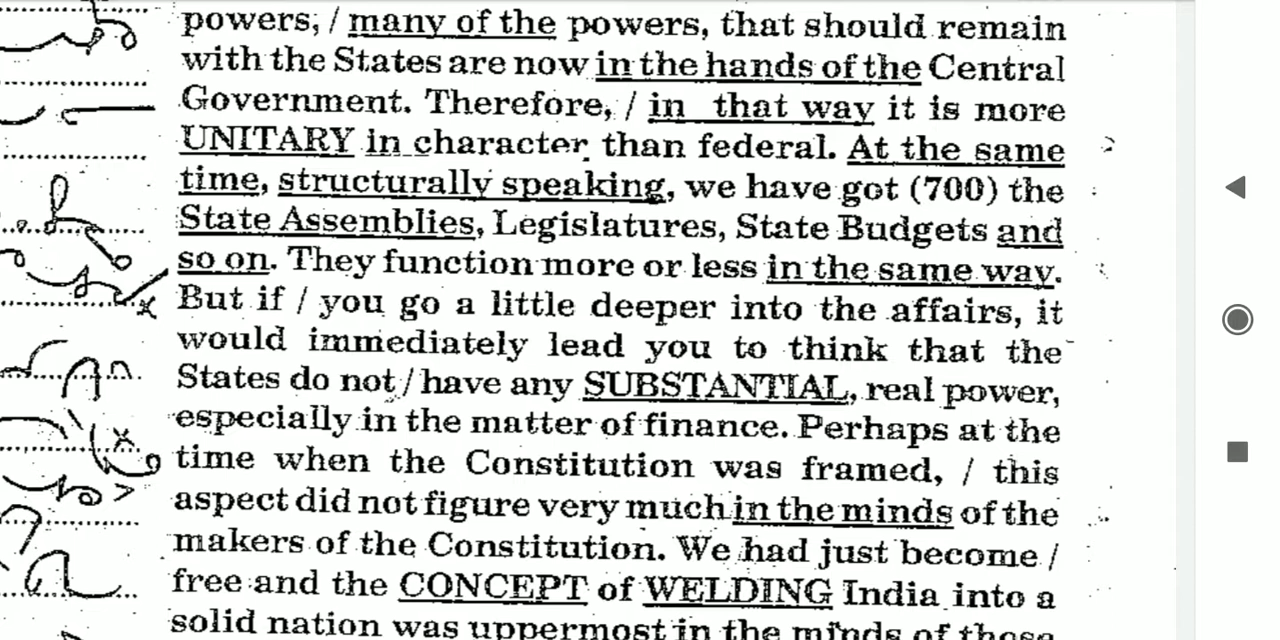 powers, / many of the powers, that should remain
with the States are now in the hands of the Central
Government. Therefore, / in that way it is more
UNITARY in character than federal. At the same
time, structurally speaking, we have got (700) the
State Assemblies, Legislatures, State Budgets and
so on. They function more or less in the same way.
But if / you go a little deeper into the affairs, it
would immediately lead you to think that the
States do not / have any SUBSTANTIAL, real power,
especially in the matter of finance. Perhaps at the
time when the Constitution was framed, / this
aspect did not figure very much in the minds of the
makers of the Constitution. We had just become /
free and the CONCEPT of WELDING India into a
solid nation was uppermost in the minds of those